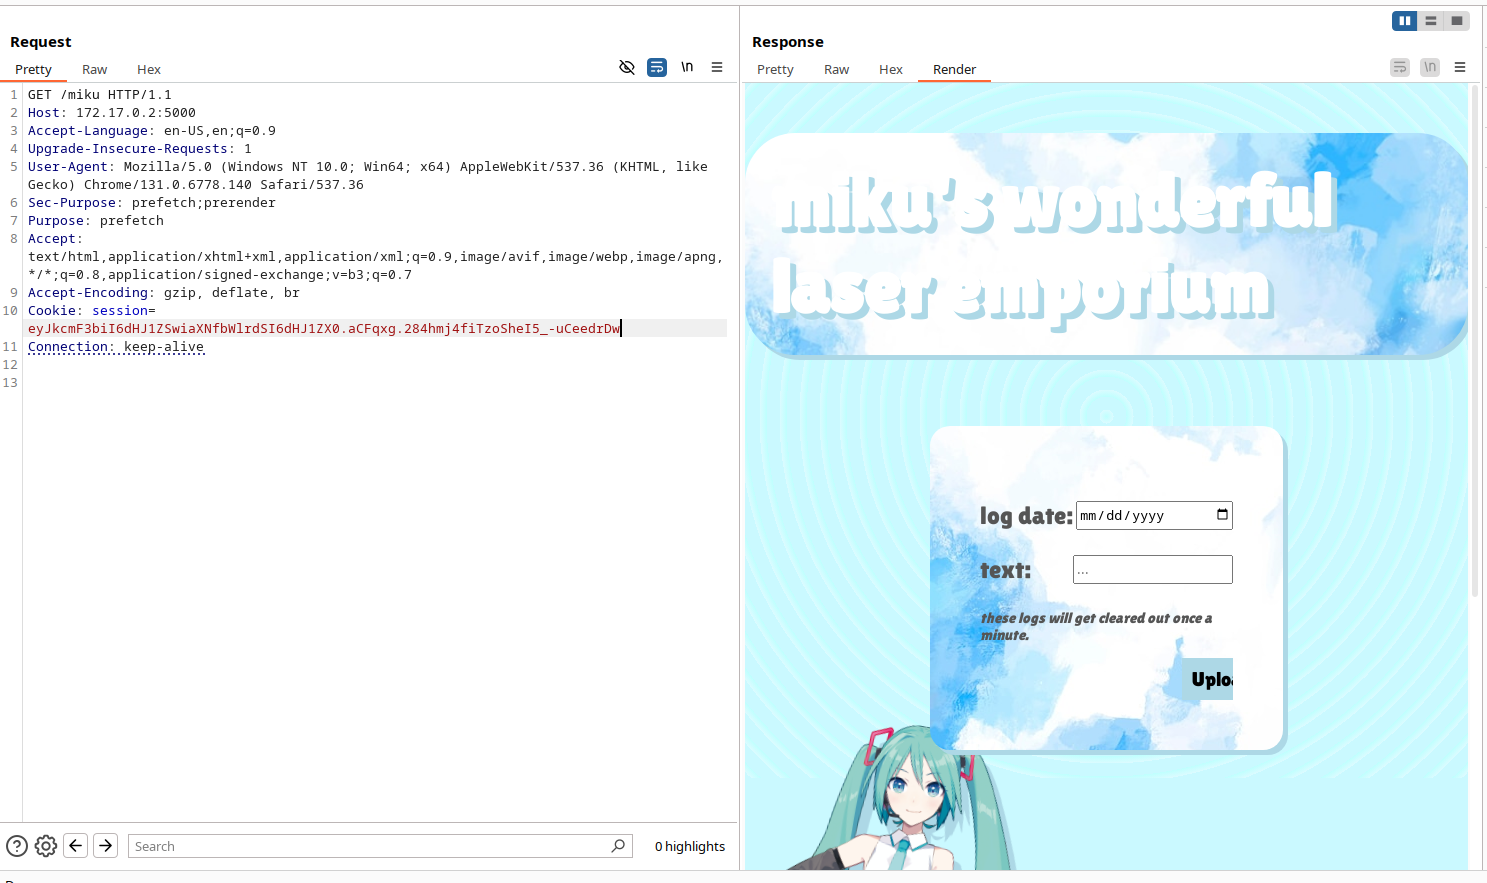 Request
Pretty Raw Hex
\n
1 GET /miku HTTP/1.1
2 Host: 172.17.0.2:5000
3 Accept-Language: en-US,en;q=0.9
4 Upgrade-Insecure-Requests: 1
5 User-Agent: Mozilla/5.0 (Windows NT 10.0; Win64; x64) AppleWebKit/537.36 (KHTML, like
Gecko) Chrome/131.0.6778.140 Safari/537.36
6 Sec-Purpose: prefetch;prerender
7 Purpose: prefetch
8 Accept:
text/html,application/xhtml+xml,application/xml;q=0.9,image/avif,image/webp,image/apng,
*/*;q=0.8,application/signed-exchange;v=b3;q=0.7
9 Accept-Encoding: gzip, deflate, br
10 Cookie: session=
eyJkcmF3biI6dHJ1ZSwiaXNfbWlrdSI6dHJ1ZX0.aCFqxg.284hmj4fiTzoSheI5_-uCeedrDw
11 Connection: keep-alive
12
13
Search
0 highlights
Response
Pretty Raw Hex Render
\n
miku's wonderful
laser emporium
log date: mm/dd/yyyy
text: ...
these logs will get cleared out once a
minute.
Uplo